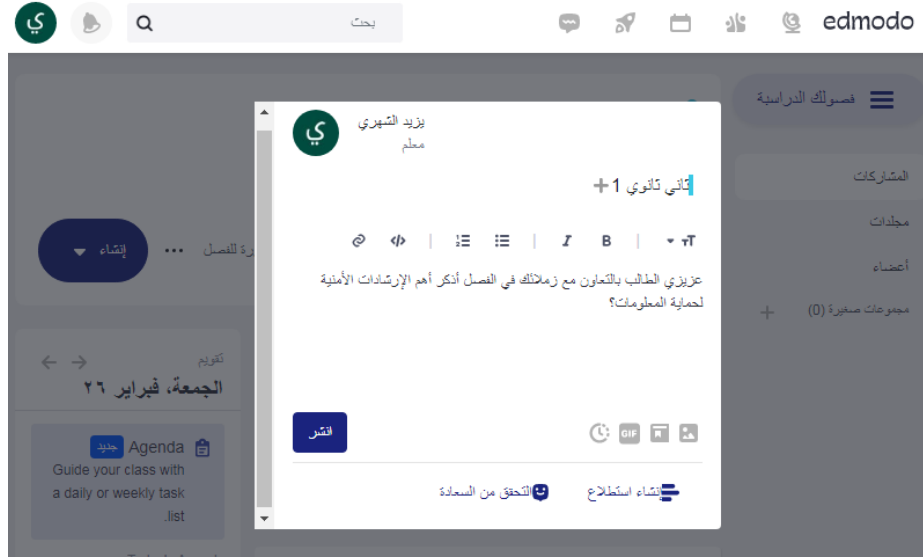 edmodo
بحث
ي
فصولك الدراسية
المشاركات
مجلدات
أعضاء
مجموعات صغيرة (0)
رة للفصل
إنشاء
يزيد الشهري
معلم
ي
ثاني ثانوي 1 +
عزيزي الطالب بالتعاون مع زملائك في الفصل أذكر أهم الإرشادات الأمنية
لحماية المعلومات؟
GIF
انشر
إنشاء استطلاع
التحقق من السعادة
تقويم
الجمعة، فبراير ٢٦
Agenda جديد
Guide your class with
a daily or weekly task
list.